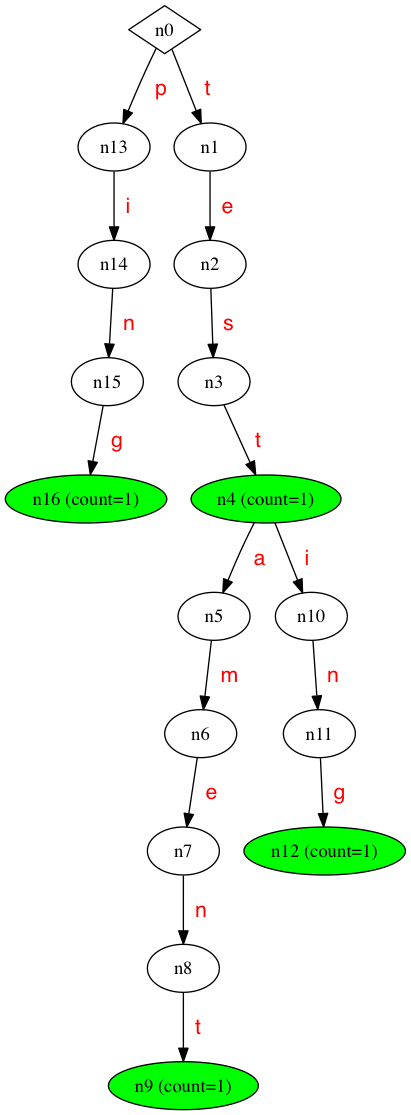 n0
p t
n13 n1
i e
n14 n2
n s
n15 n3
g t
n16 (count=1) n4 (count=1)
a i
n5 n10
m n
n6 n11
e g
n7 n12 (count=1)
n
n8
t
n9 (count=1)